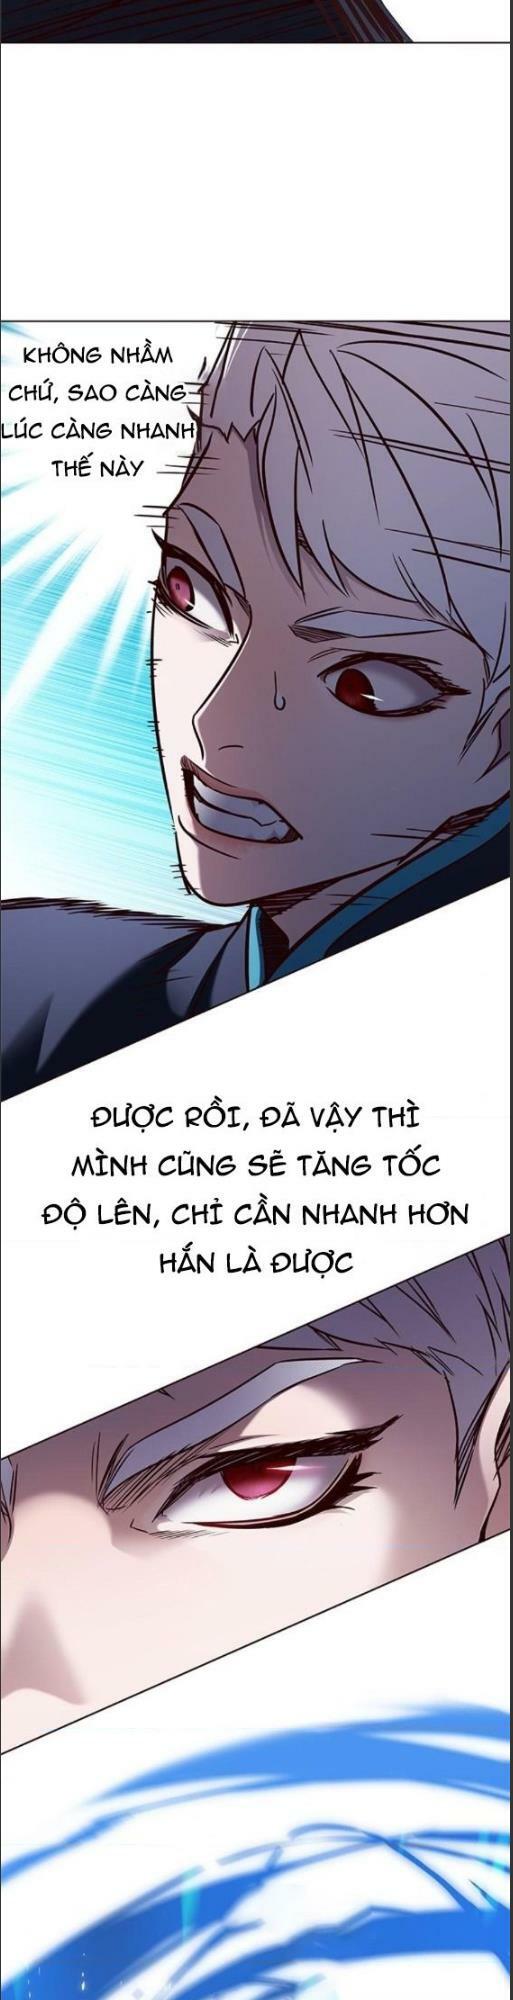 KHÔNG NHẦM
CHỨ, SAO CÀNG
LÚC CÀNG NHANH
THẾ NÀY
ĐƯỢC RỒI, ĐÃ VẬY THÌ
MÌNH CŨNG SẼ TĂNG TỐC
ĐỘ LÊN, CHỈ CẦN NHANH HƠN
HẮN LÀ ĐƯỢC